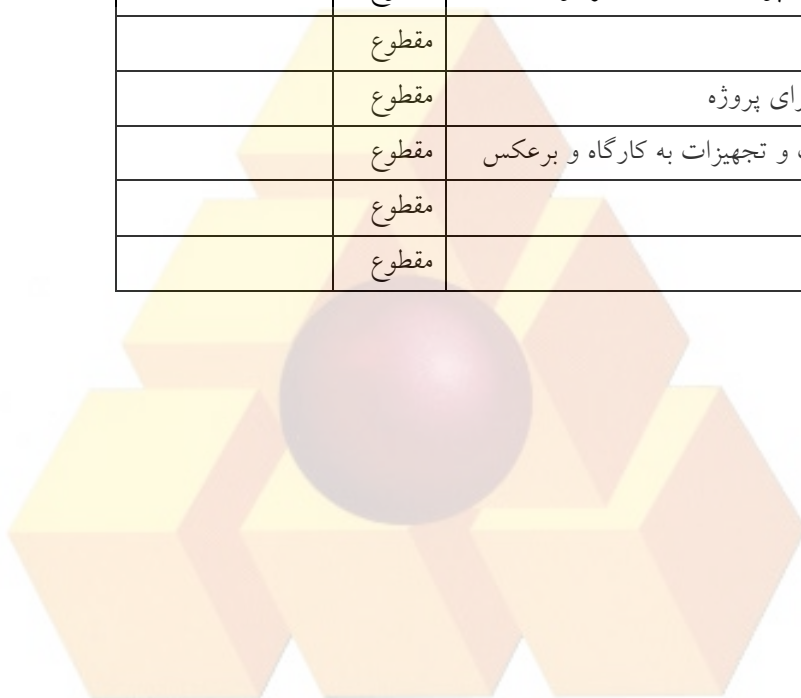 مقطوع
رای پروژه مقطوع
و تجهیزات به کارگاه و برعکس مقطوع
مقطوع
مقطوع